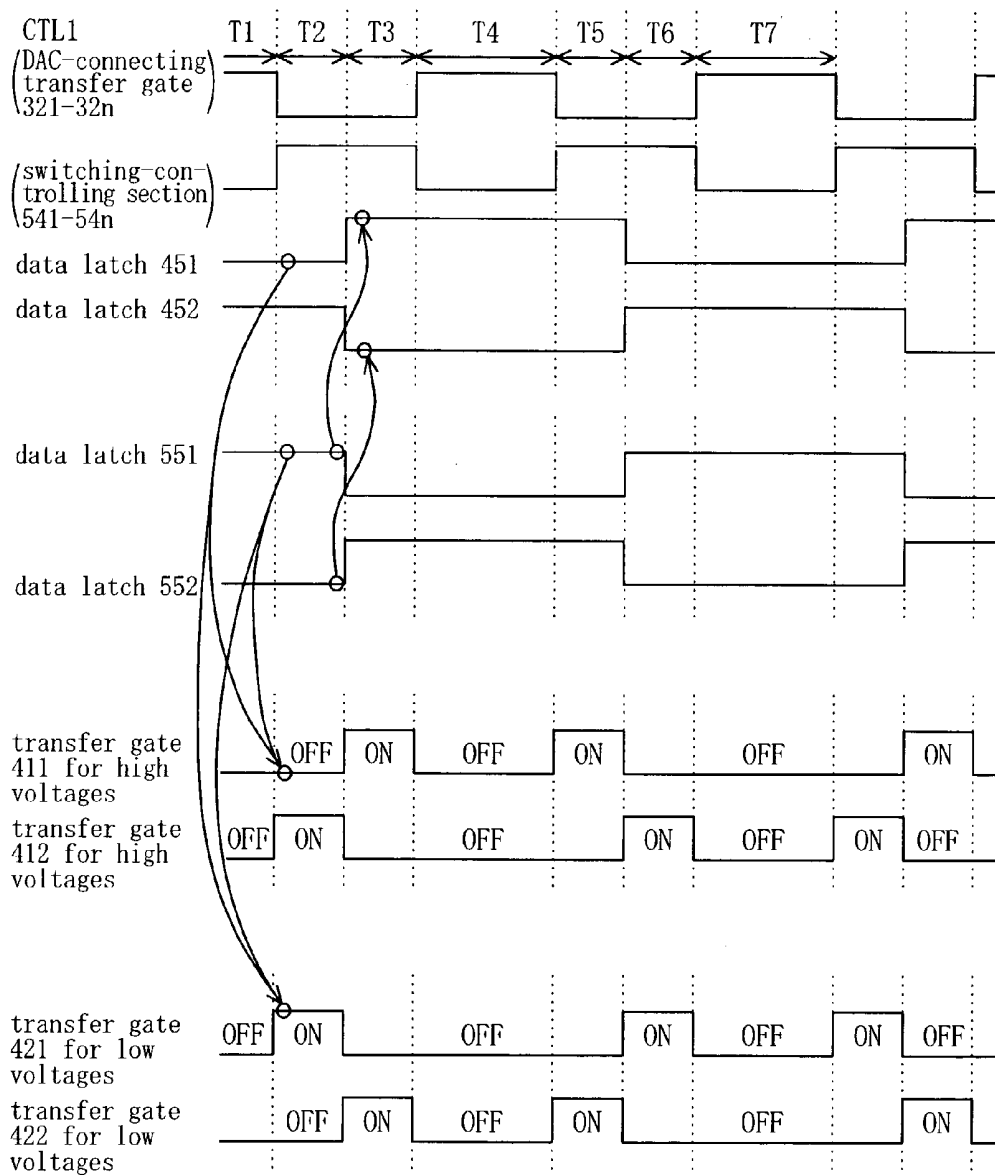 CTL1 T1 T2 T3 T4 T5 T6 T7
(DAC-connecting
transfer gate
321-32n)
(switching-con-
trolling section
541-54n)
data latch 451
data latch 452
data latch 551
data latch 552
transfer gate
411 for high
voltages
OFF ON OFF ON OFF ON
transfer gate
412 for high
voltages
OFF ON OFF ON OFF ON OFF
transfer gate
421 for low
voltages
OFF ON OFF ON OFF ON OFF
transfer gate
422 for low
voltages
OFF ON OFF ON OFF ON